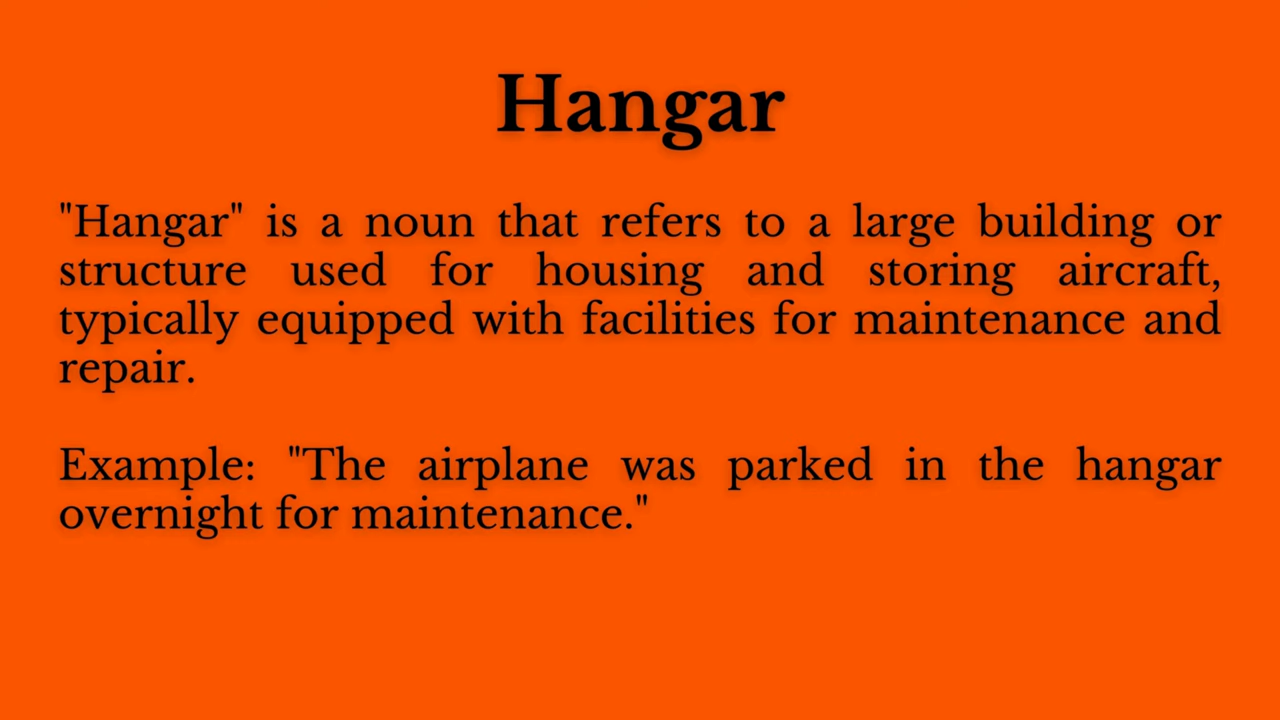 Hangar
"Hangar" is a noun that refers to a large building or
structure used for housing and storing aircraft,
typically equipped with facilities for maintenance and
repair.
Example: "The airplane was parked in the hangar
overnight for maintenance."